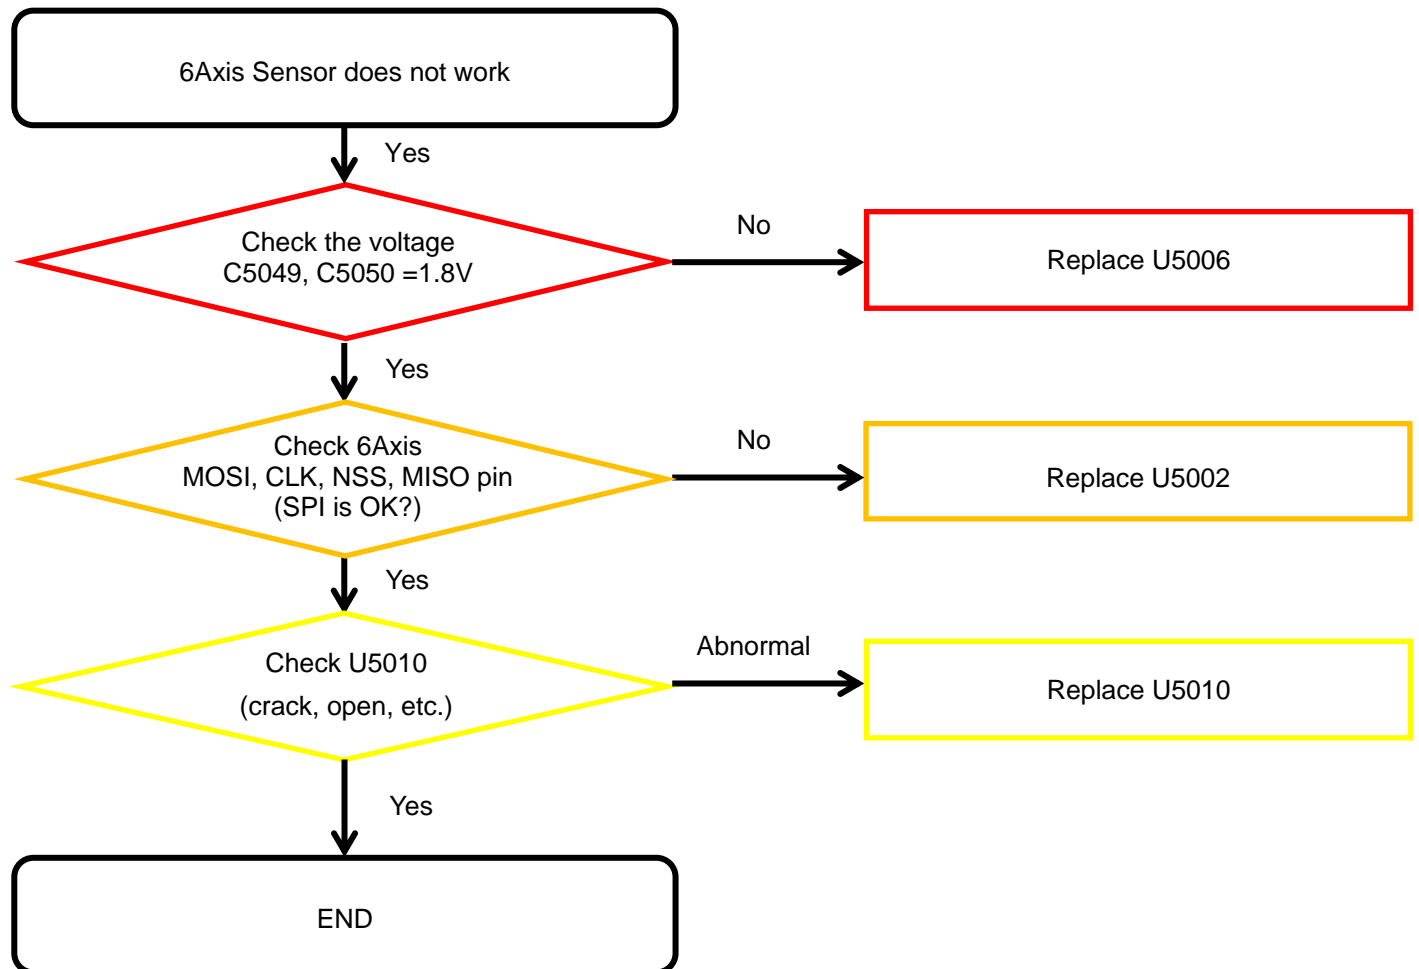 6Axis Sensor does not work
Yes
Check the voltage
C5049, C5050 =1.8V
No
Replace U5006
Yes
Check 6Axis
MOSI, CLK, NSS, MISO pin
(SPI is OK?)
No
Replace U5002
Yes
Check U5010
(crack, open, etc.)
Abnormal
Replace U5010
Yes
END